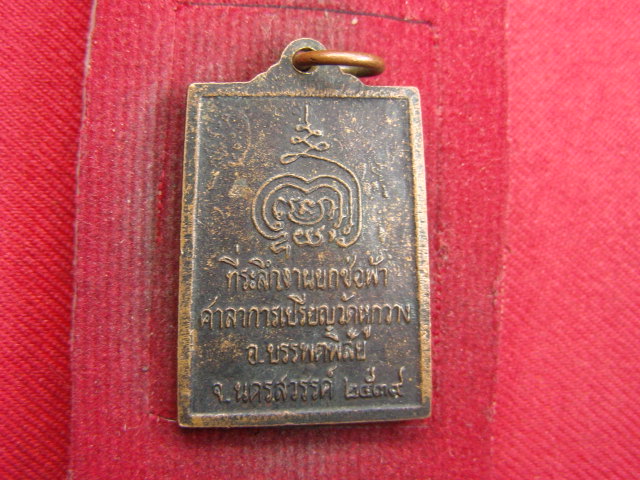 ที่ระลึกงานยกช่อฟ้า
ศาลาการเปรียญวัดหูกวาง
อ.บรรพตพิสัย
จ.นครสวรรค์ ๒๕๓๙